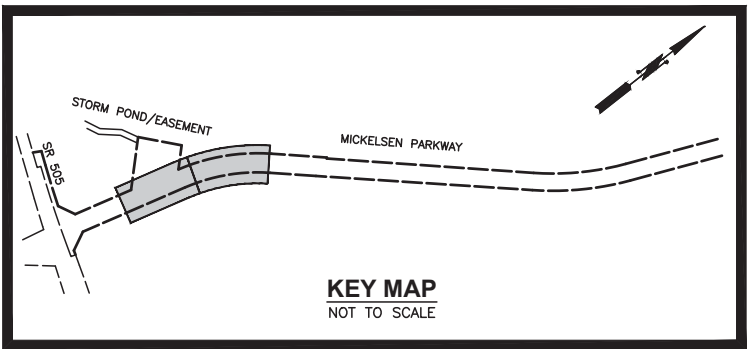 STORM POND/EASEMENT
MICKELSEN PARKWAY
SR 505
KEY MAP
NOT TO SCALE